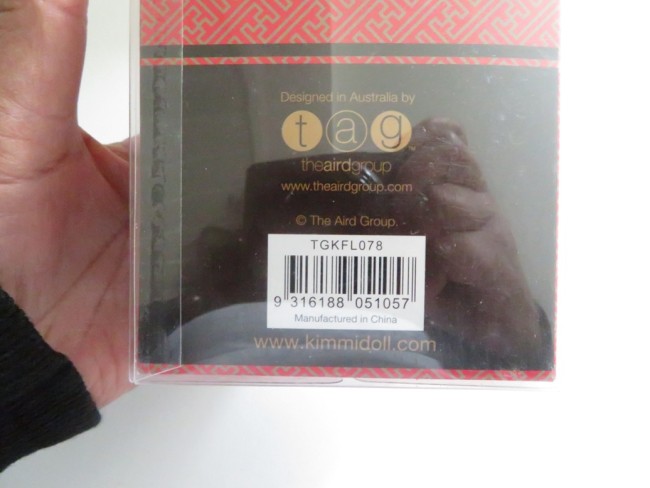 Designed in Australia by
tag™
theairdgroup
www.theairdgroup.com
© The Aird Group.
TGKFL078
9 316188 051057
Manufactured in China
www.kimmidoll.com